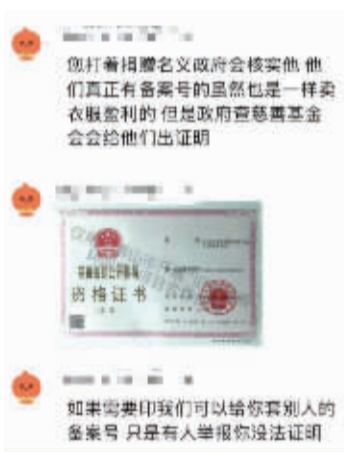 您打着捐赠名义政府会核实他 他
们真正有备案号的虽然也是一样卖
衣服盈利的 但是政府查慈善基金
会会给他们出证明
资格证书
如果需要印我们可以给你套别人的
备案号 只是有人举报你没法证明